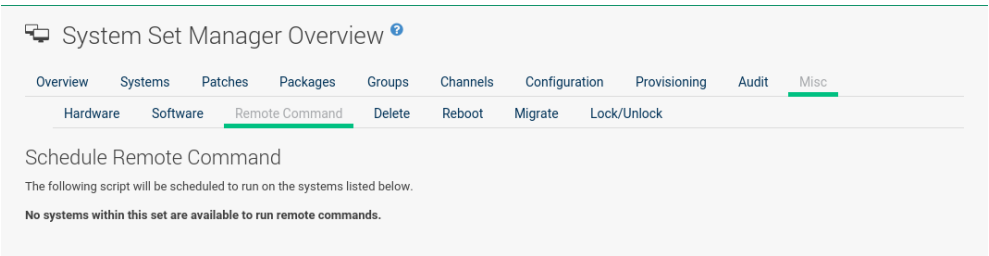 System Set Manager Overview ?
Overview Systems Patches Packages Groups Channels Configuration Provisioning Audit Misc
Hardware Software Remote Command Delete Reboot Migrate Lock/Unlock
Schedule Remote Command
The following script will be scheduled to run on the systems listed below.
No systems within this set are available to run remote commands.